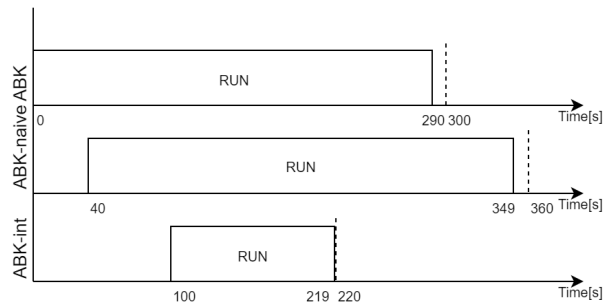 ABK
RUN
0
290 300
Time[s]
ABK-naive
RUN
40
349
360
Time[s]
ABK-int
RUN
100
219
220
Time[s]